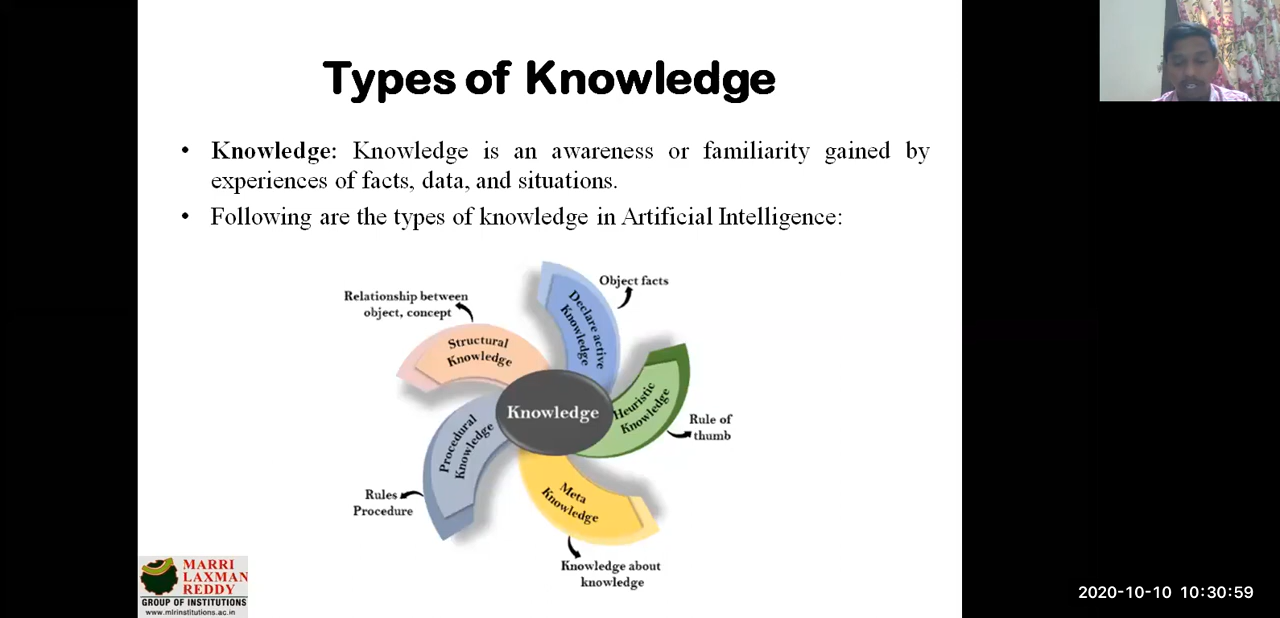 Types of Knowledge
• Knowledge: Knowledge is an awareness or familiarity gained by
experiences of facts, data, and situations.
• Following are the types of knowledge in Artificial Intelligence:
Object facts
Declare active
Knowledge
Relationship between
object, concept
Structural
Knowledge
Knowledge
Heuristic
Knowledge
Rule of
thumb
Procedural
Knowledge
Rules
Procedure
Meta
Knowledge
Knowledge about
knowledge
MARRI
LAXMAN
REDDY
GROUP OF INSTITUTIONS
www.mlrinstitutions.ac.in
2020-10-10 10:30:59